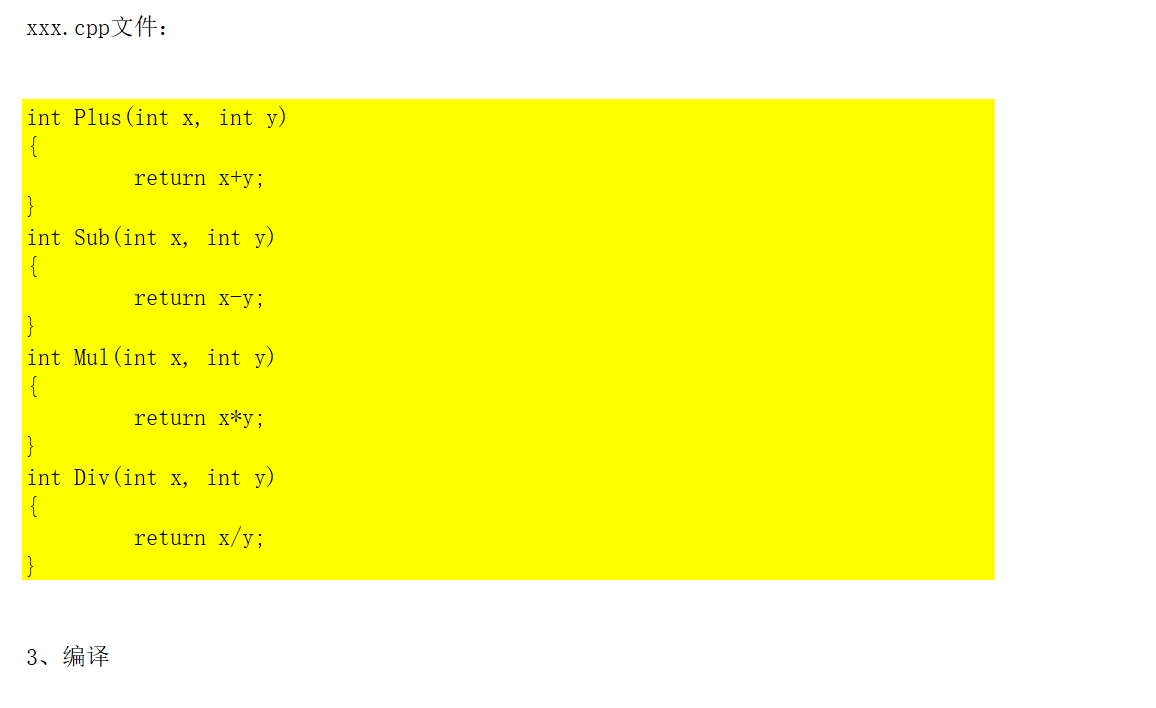 xxx.cpp文件：
int Plus(int x, int y)
{
        return x+y;
}
int Sub(int x, int y)
{
        return x-y;
}
int Mul(int x, int y)
{
        return x*y;
}
int Div(int x, int y)
{
        return x/y;
}
3、编译